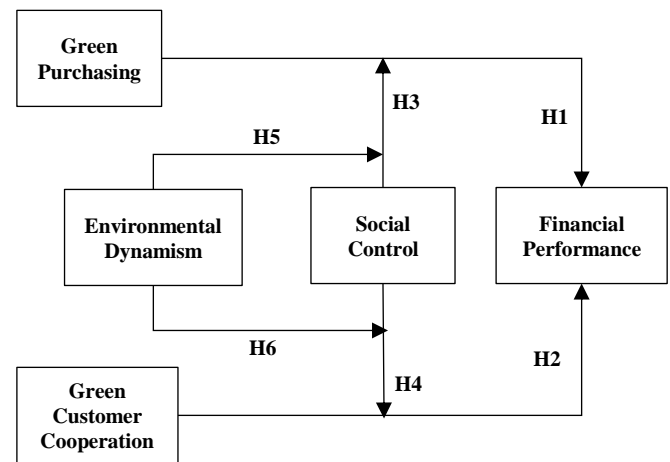 Green
Purchasing
H3
H1
H5
Environmental
Dynamism
Social
Control
Financial
Performance
H6
H2
H4
Green
Customer
Cooperation